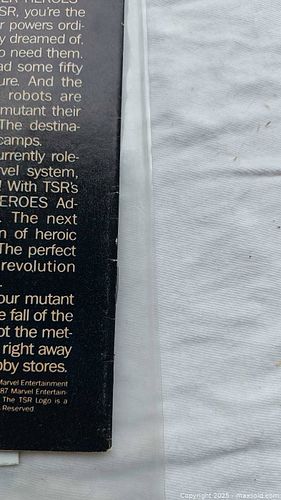 SR, you're the
powers ordi-
dreamed of.
o need them.
ad some fifty
ure. And the
robots are
mutant their
The destina-
camps.
urrently role-
vel system,
! With TSR's
EROES Ad-
. The next
n of heroic
The perfect
revolution
our mutant
e fall of the
ot the met-
right away
by stores.
Marvel Entertainment
87 Marvel Entertain-
The TSR Logo is a
Reserved
Copyright 2025 - maxsold.com